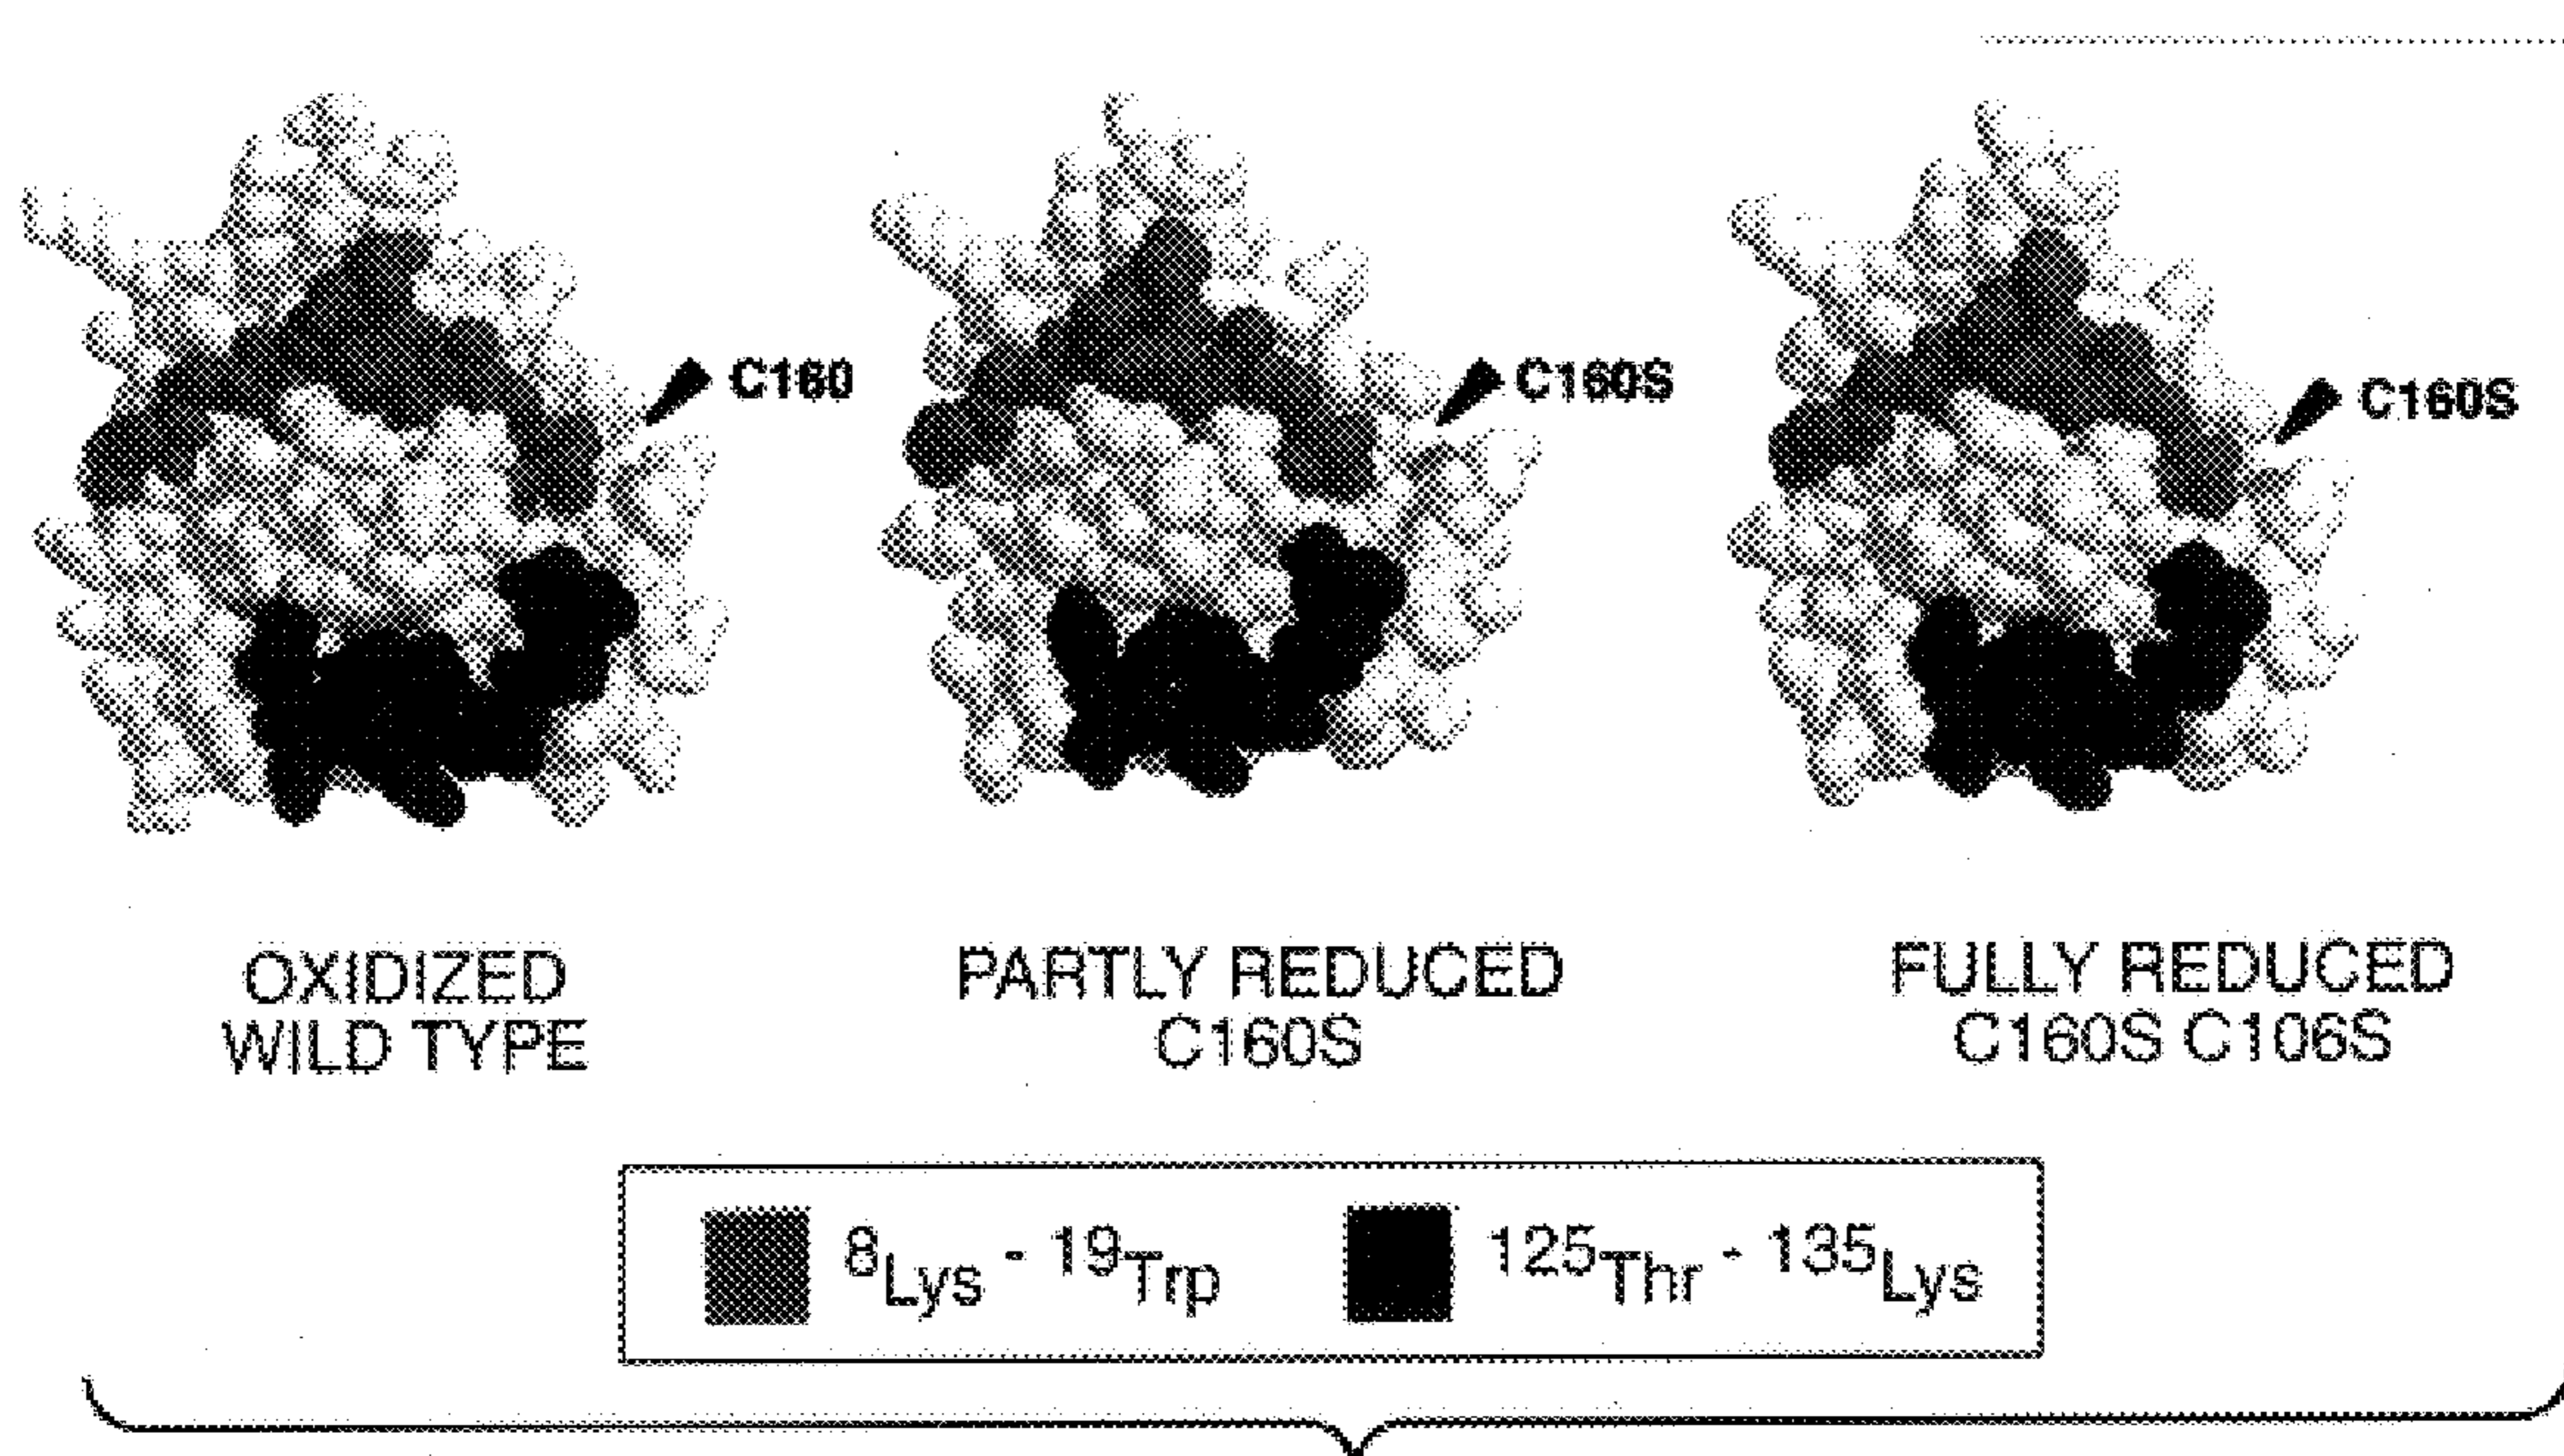 C160
C160S
C160S
OXIDIZED
WILD TYPE
PARTLY REDUCED
C160S
FULLY REDUCED
C160S C106S
8Lys - 19Trp
125Thr - 135Lys